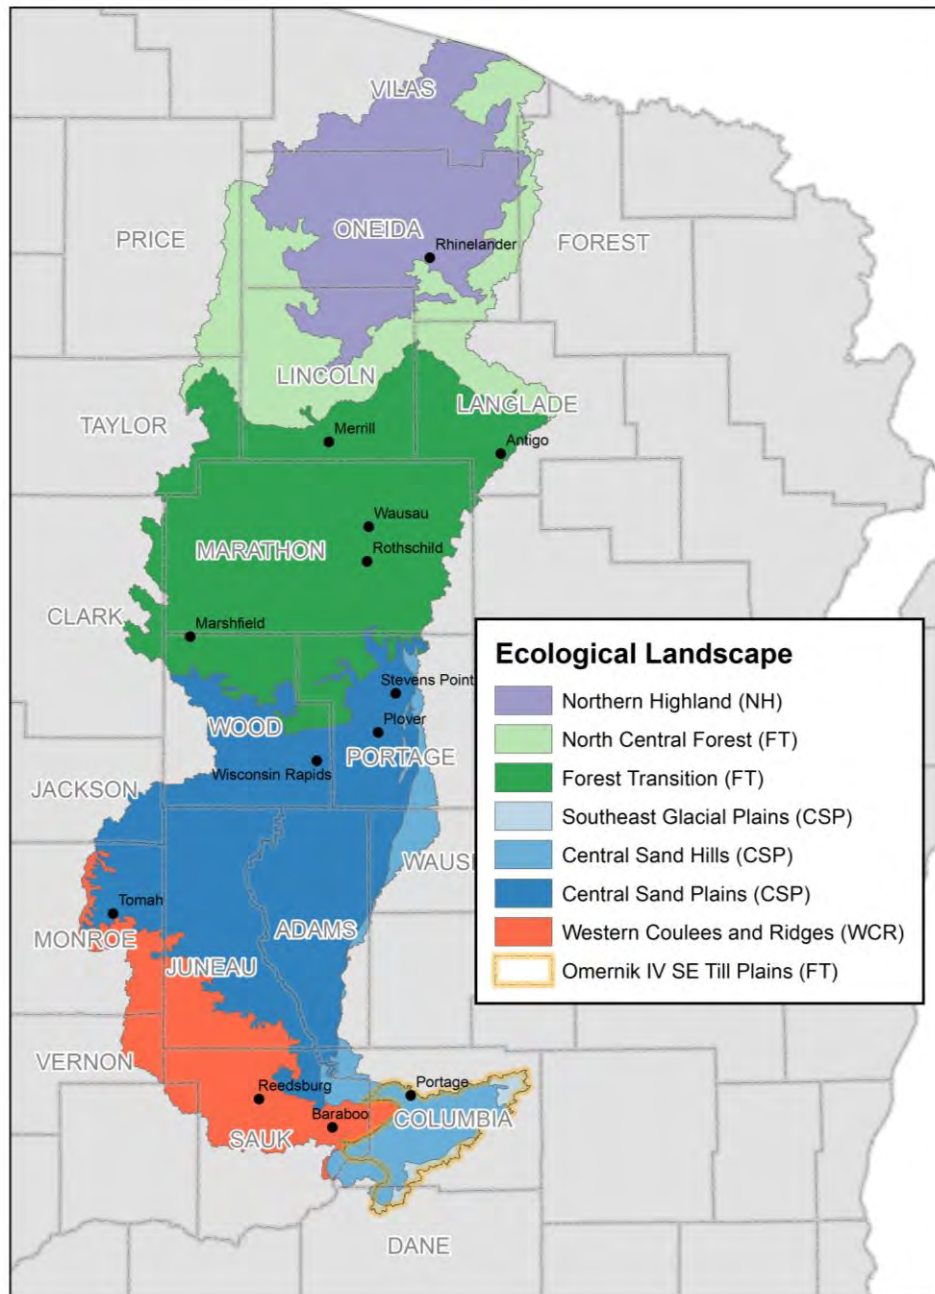 VILAS
ONEIDA
Rhinelander
PRICE
FOREST
LINCOLN
LANGLADE
TAYLOR
Merrill
Antigo
Wausau
MARATHON
Rothschild
CLARK
Marshfield
Ecological Landscape
Stevens Point
Northern Highland (NH)
WOOD
Plover
North Central Forest (FT)
PORTAGE
Wisconsin Rapids
Forest Transition (FT)
JACKSON
Southeast Glacial Plains (CSP)
Central Sand Hills (CSP)
WAUSH
Central Sand Plains (CSP)
Tomah
ADAMS
Western Coulees and Ridges (WCR)
MONROE
JUNEAU
Omernik IV SE Till Plains (FT)
VERNON
Reedsburg
Portage
Baraboo
COLUMBIA
SAUK
DANE